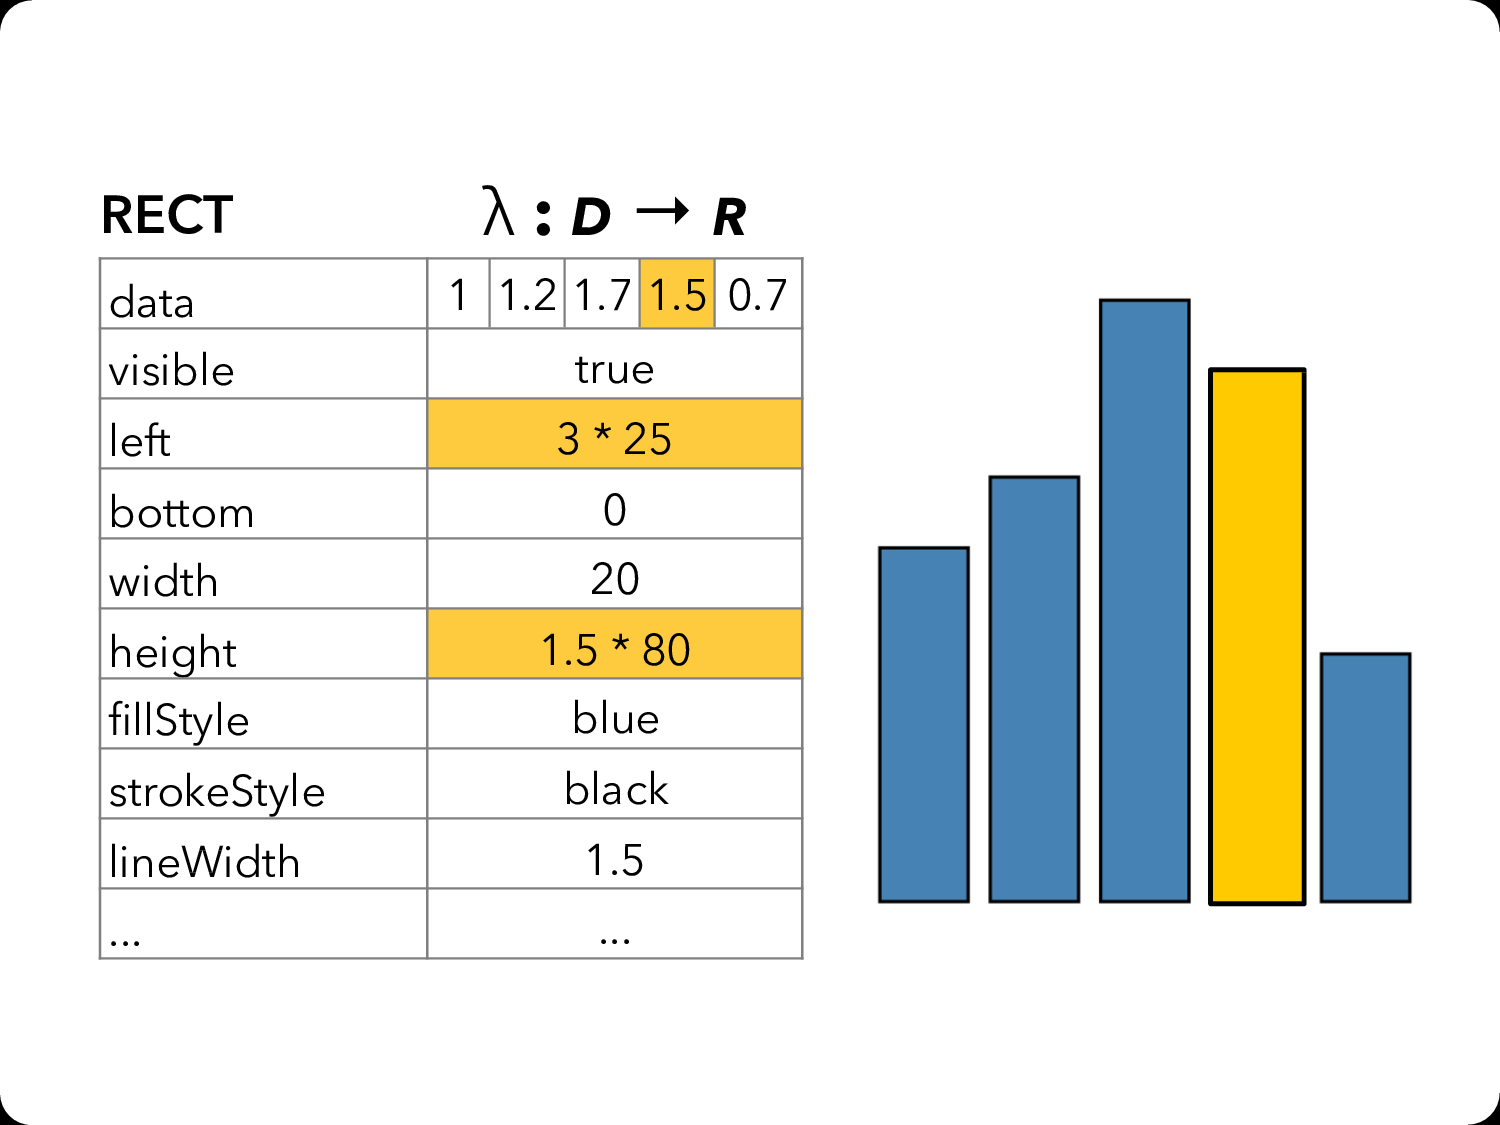 RECT λ : D → R
data 1 1.2 1.7 1.5 0.7
visible true
left 3 * 25
bottom 0
width 20
height 1.5 * 80
fillStyle blue
strokeStyle black
lineWidth 1.5
... ...